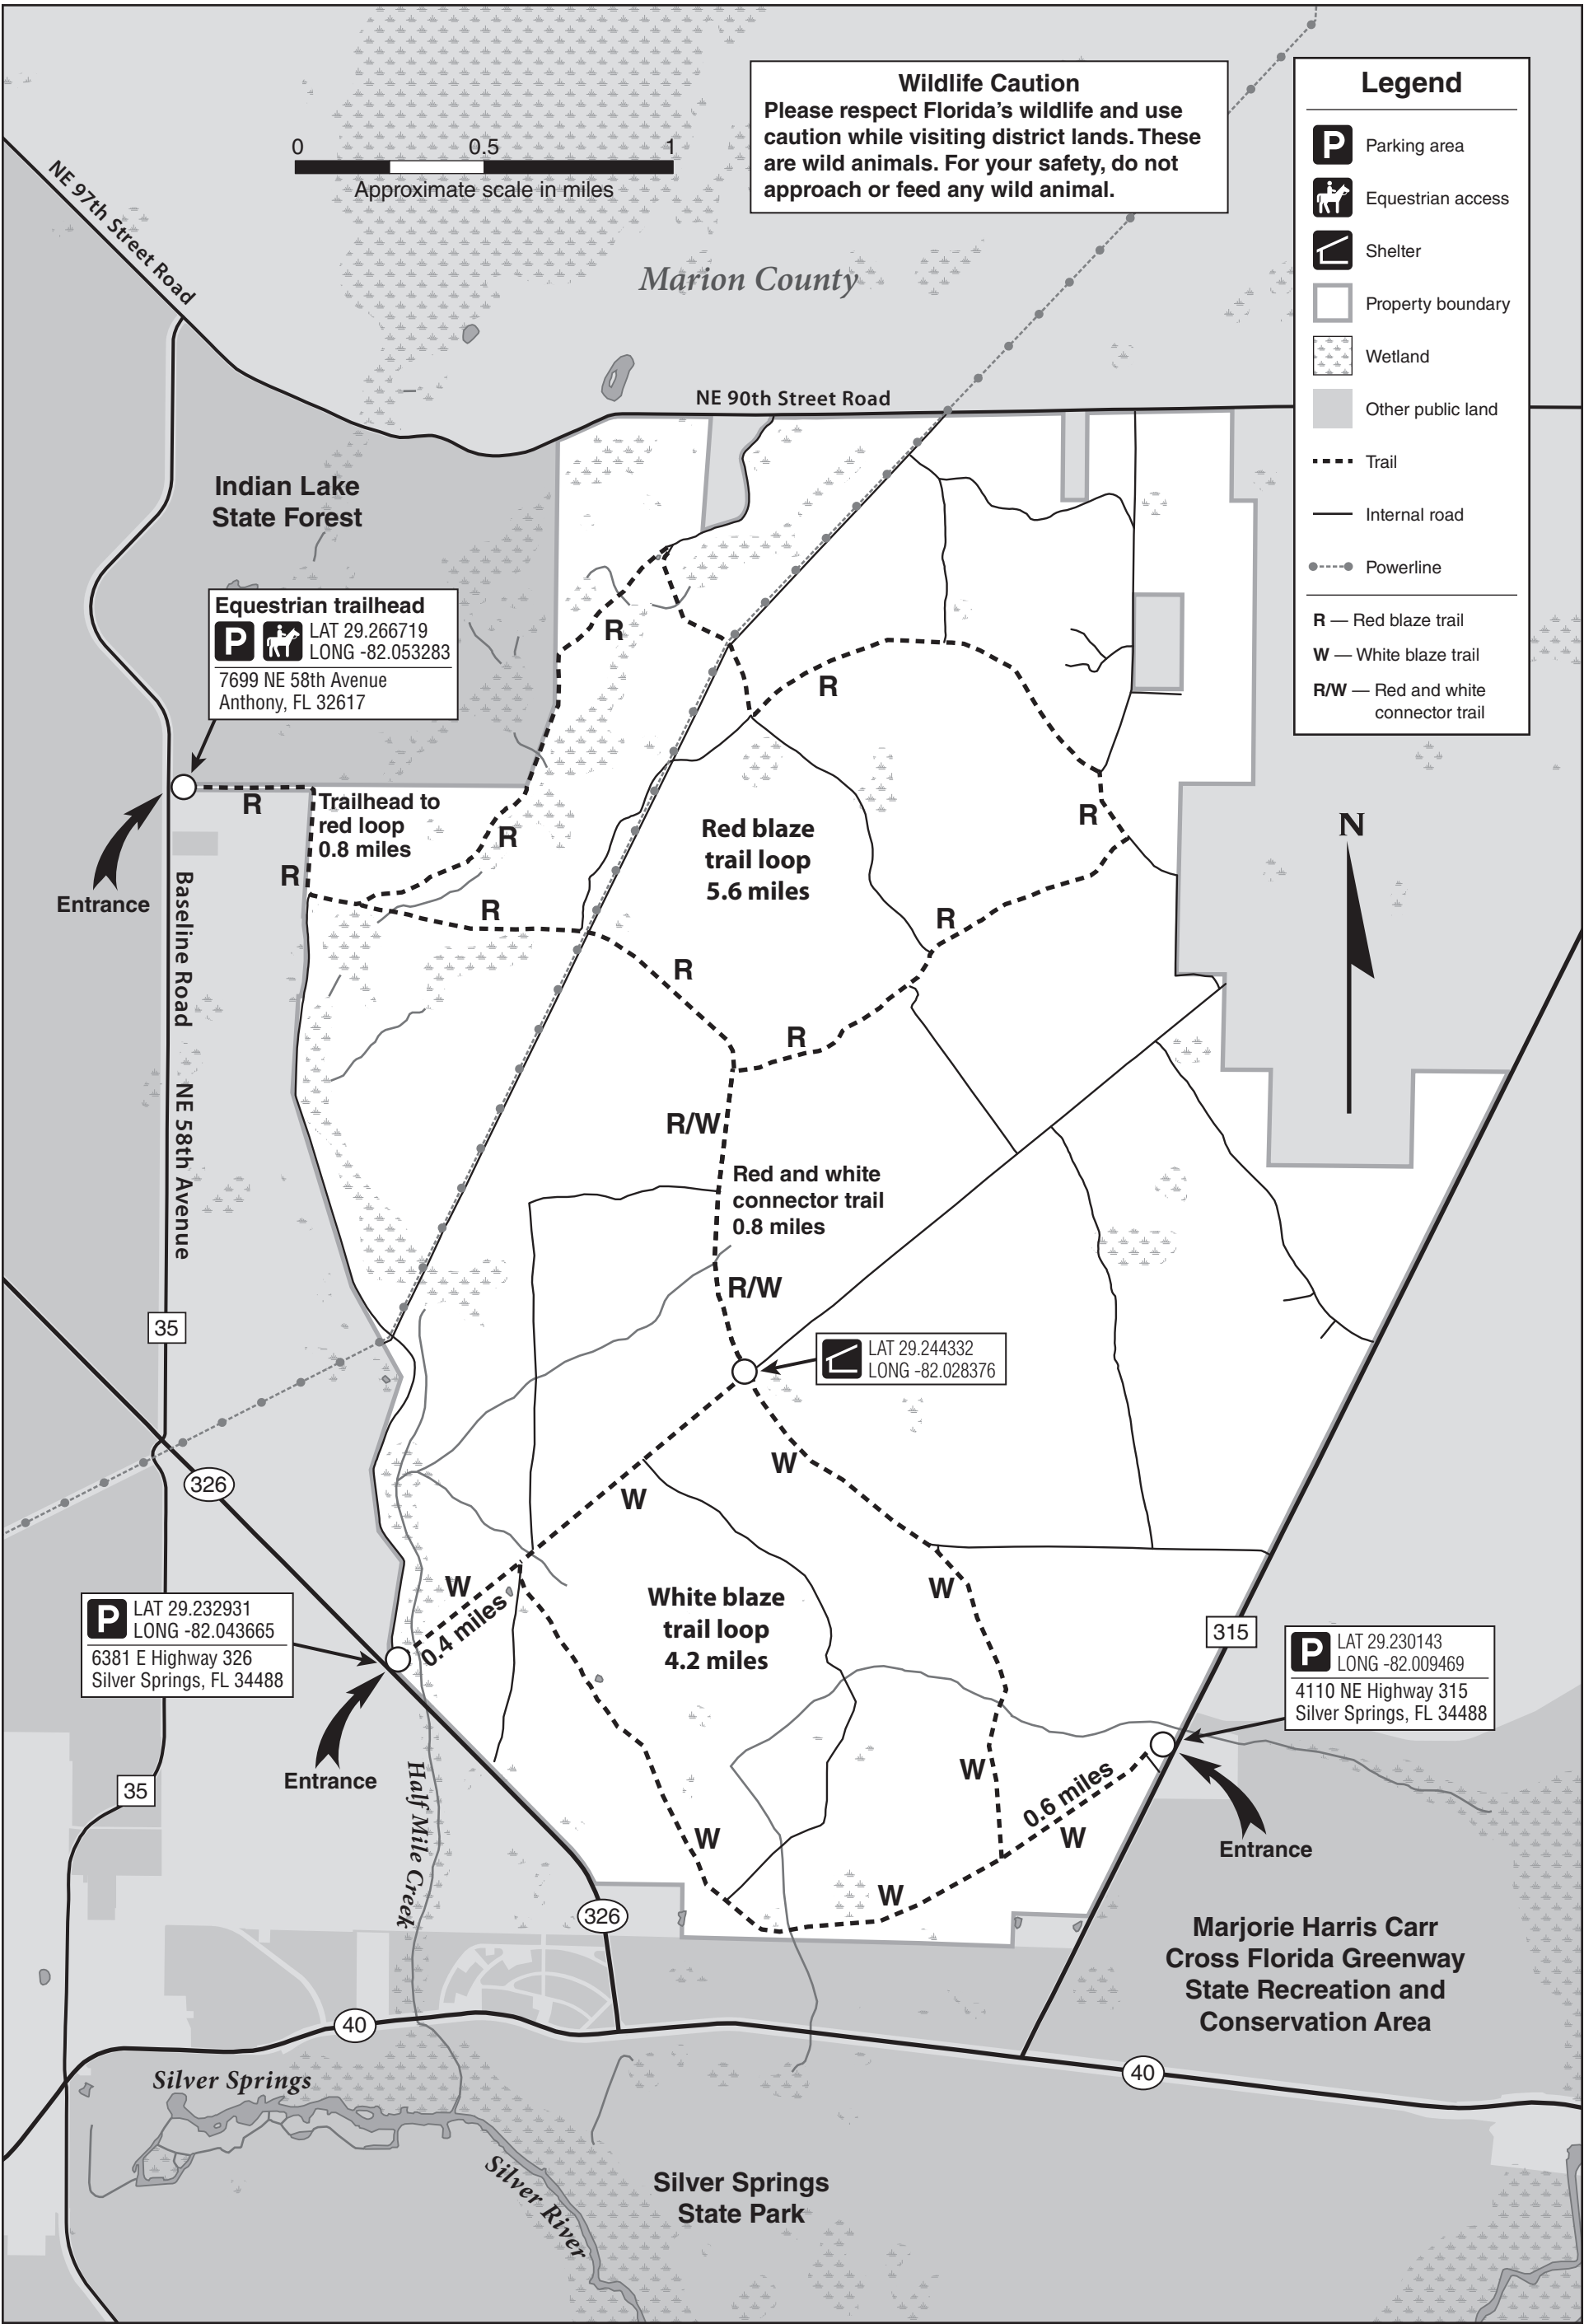 Wildlife Caution
Please respect Florida's wildlife and use
caution while visiting district lands. These
are wild animals. For your safety, do not
approach or feed any wild animal.
Legend
P
Parking area
Equestrian access
Shelter
Property boundary
Wetland
Other public land
Trail
Internal road
Powerline
R — Red blaze trail
W — White blaze trail
R/W — Red and white
connector trail
0 0.5 1
Approximate scale in miles
NE 97th Street Road
Marion County
NE 90th Street Road
Indian Lake
State Forest
Equestrian trailhead
P
LAT 29.266719
LONG -82.053283
7699 NE 58th Avenue
Anthony, FL 32617
R
R
R
Trailhead to
red loop
0.8 miles
R
R
R
Entrance
Baseline Road
NE 58th Avenue
Red blaze
trail loop
5.6 miles
R
N
R
R
R
R
R/W
Red and white
connector trail
0.8 miles
R/W
35
LAT 29.244332
LONG -82.028376
326
W
W
W
0.4 miles
W
White blaze
trail loop
4.2 miles
P
LAT 29.232931
LONG -82.043665
6381 E Highway 326
Silver Springs, FL 34488
Entrance
315
P
LAT 29.230143
LONG -82.009469
4110 NE Highway 315
Silver Springs, FL 34488
Entrance
W
0.6 miles
W
W
W
35
Half Mile Creek
326
Marjorie Harris Carr
Cross Florida Greenway
State Recreation and
Conservation Area
40
40
Silver Springs
Silver River
Silver Springs
State Park